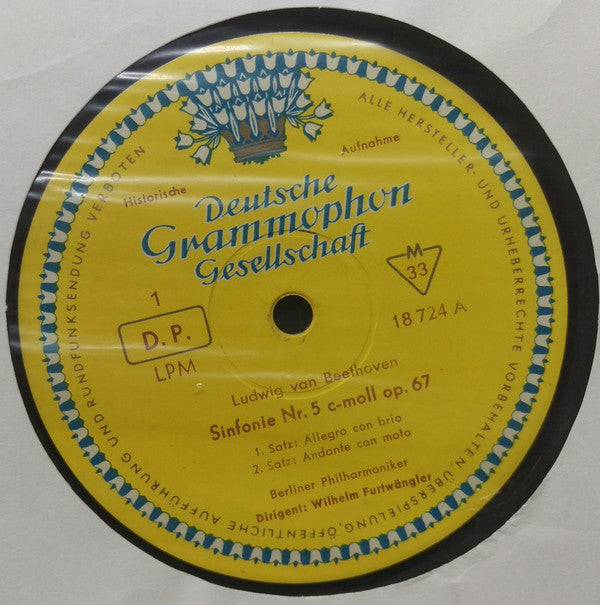 ALLE HERSTELLER- UND URHEBERRECHTE VORBEHALTEN, ÜBERSPIELUNG, ÖFFENTLICHE AUFFÜHRUNG UND RUNDFUNKSENDUNG VERBOTEN
Historische Aufnahme
Deutsche
Grammophon
Gesellschaft
1
D. P.
LPM
M
33
18 724 A
Ludwig van Beethoven
Sinfonie Nr. 5 c-moll op. 67
1. Satz: Allegro con brio
2. Satz: Andante con moto
Berliner Philharmoniker
Dirigent: Wilhelm Furtwängler